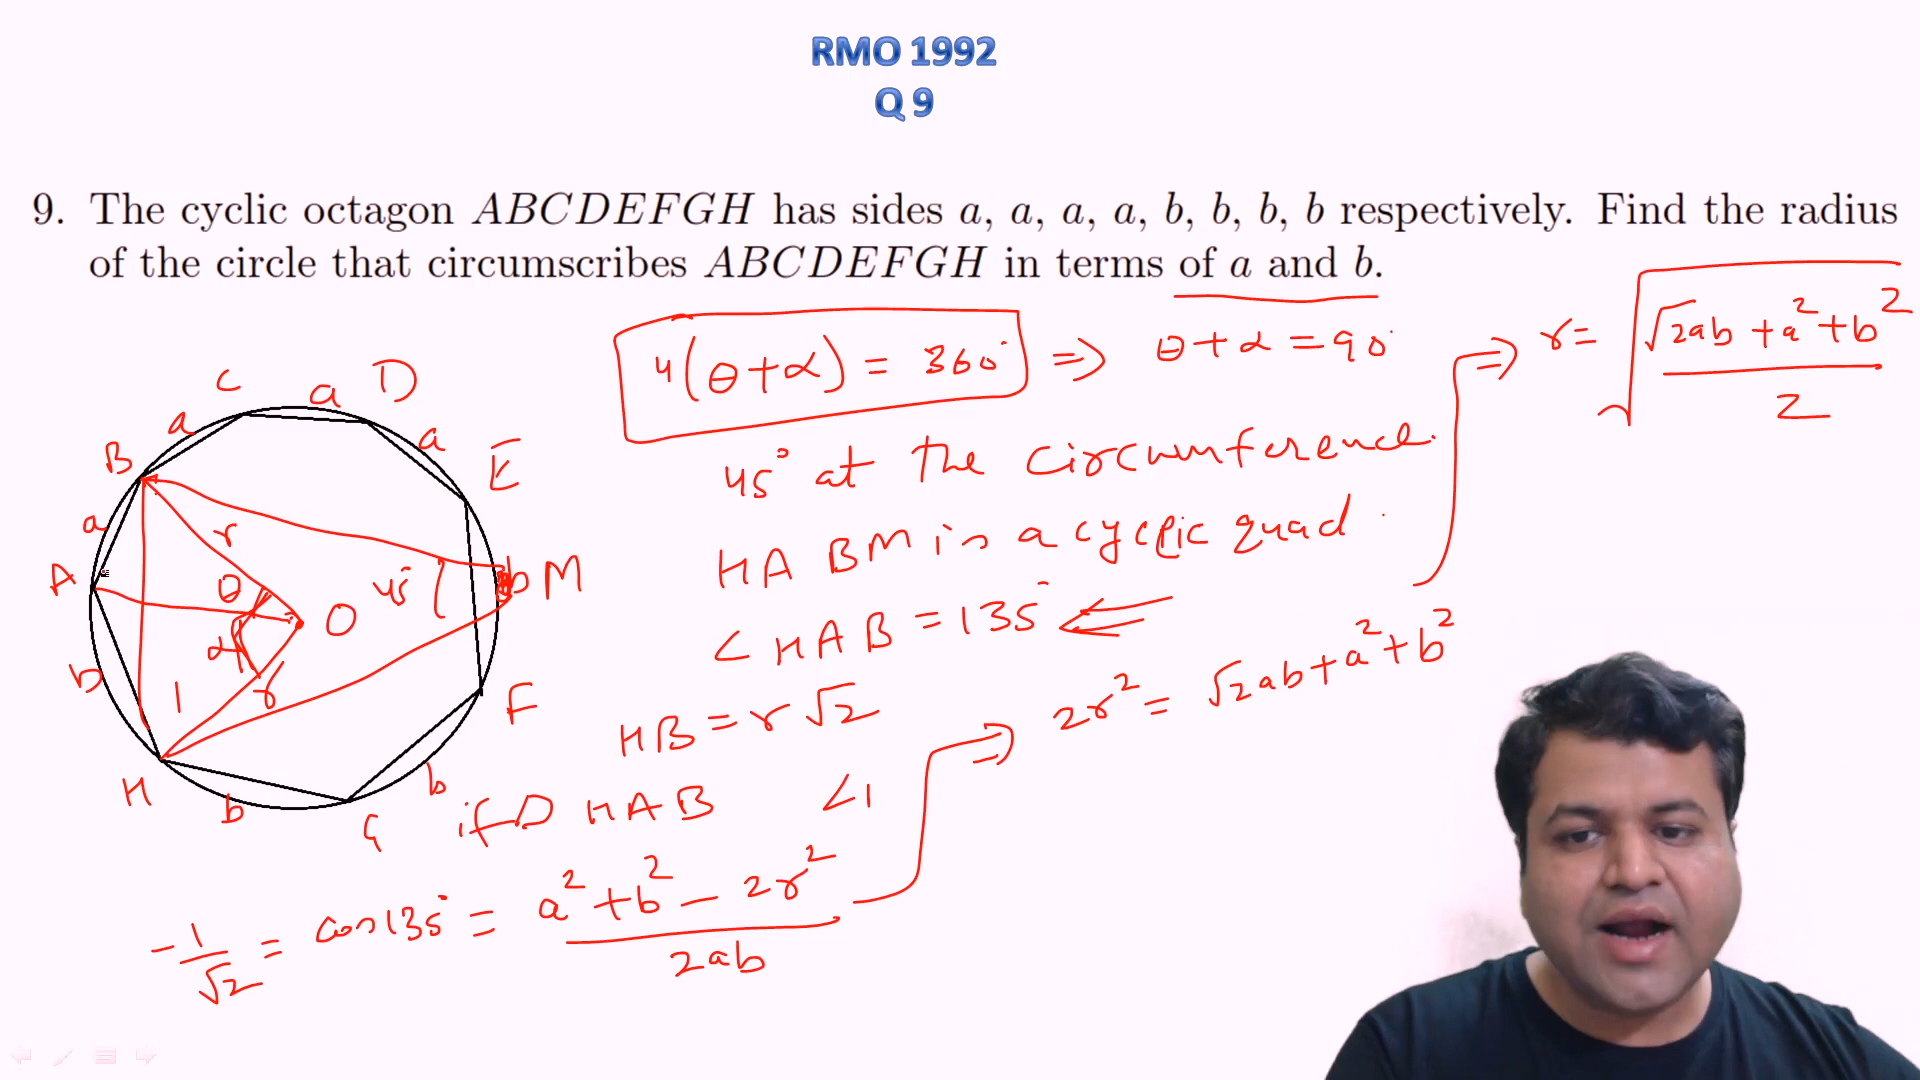 RMO 1992
Q 9
9. The cyclic octagon ABCDEFGH has sides a, a, a, a, b, b, b, b respectively. Find the radius
of the circle that circumscribes ABCDEFGH in terms of a and b.
4(θ+α) = 360° ⇒ θ+α = 90°
⇒ r = √((√2ab + a² + b²)/2)
45° at the circumference.
HABM is a cyclic quad.
∠HAB = 135°
HB = r√2
2r² = √2ab + a² + b²
if △ HAB
∠1
-1/√2 = cos135° = (a² + b² - 2r²)/2ab ⇒
C
a
D
a
a
B
E
a
r
A
θ
O
45°
b
M
α
b
1
r
F
H
b
G
b